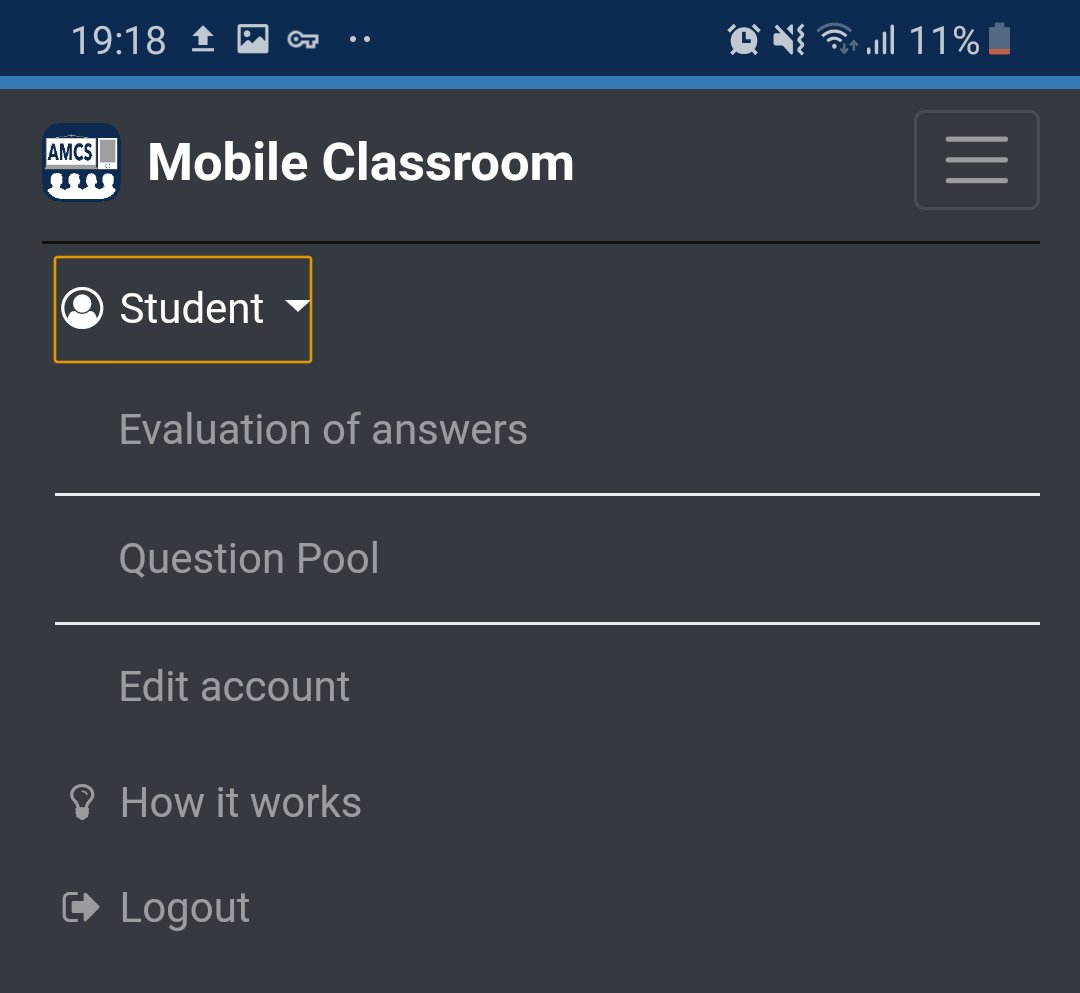 19:18
11%
AMCS
Mobile Classroom
Student
Evaluation of answers
Question Pool
Edit account
How it works
Logout